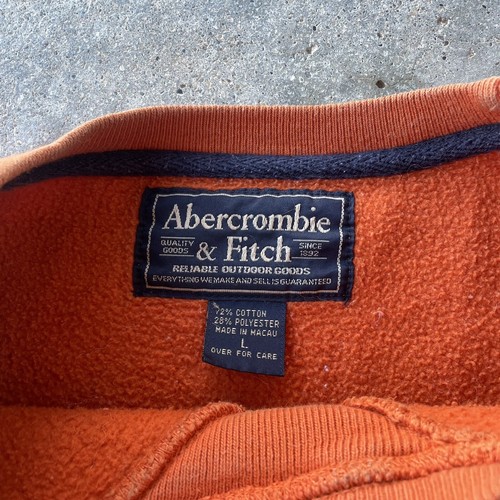 Abercrombie
QUALITY GOODS & Fitch SINCE 1892
RELIABLE OUTDOOR GOODS
EVERYTHING WE MAKE AND SELL IS GUARANTEED
72% COTTON
28% POLYESTER
MADE IN MACAU
L
OVER FOR CARE